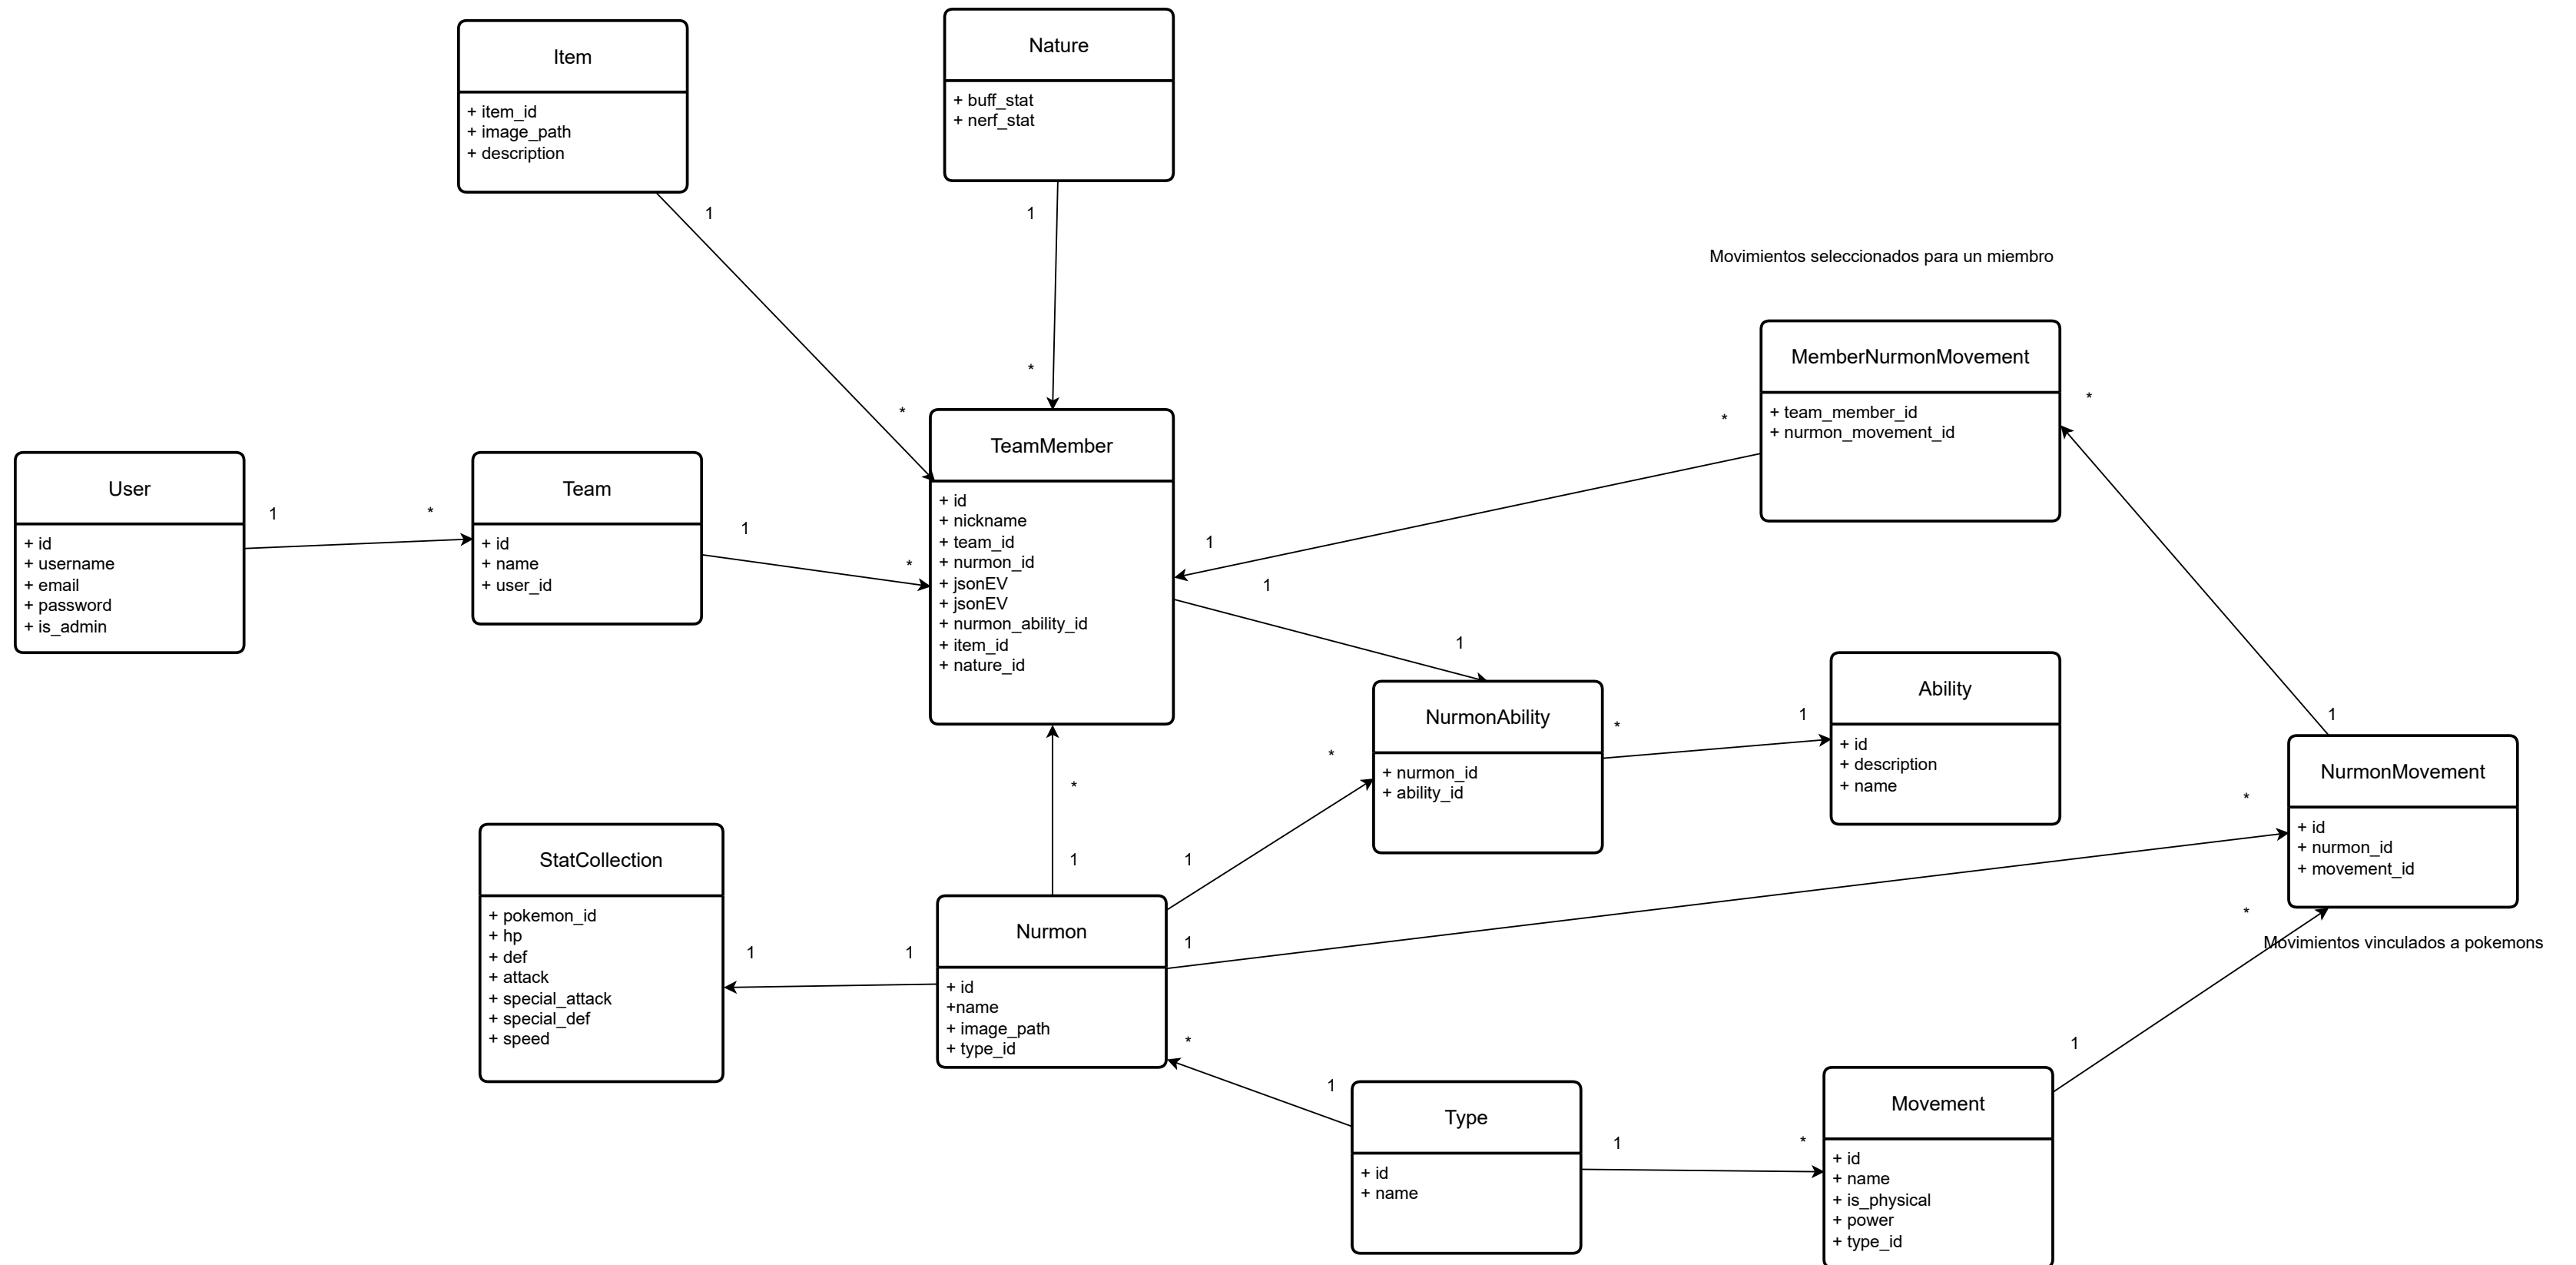 Item
+ item_id
+ image_path
+ description
1
*
Nature
+ buff_stat
+ nerf_stat
1
*
Movimientos seleccionados para un miembro
MemberNurmonMovement
+ team_member_id
+ nurmon_movement_id
*
*
1
User
+ id
+ username
+ email
+ password
+ is_admin
1
*
Team
+ id
+ name
+ user_id
1
*
TeamMember
+ id
+ nickname
+ team_id
+ nurmon_id
+ jsonEV
+ jsonEV
+ nurmon_ability_id
+ item_id
+ nature_id
1
1
NurmonAbility
+ nurmon_id
+ ability_id
*
*
1
Ability
+ id
+ description
+ name
1
NurmonMovement
+ id
+ nurmon_id
+ movement_id
*
*
Movimientos vinculados a pokemons
StatCollection
+ pokemon_id
+ hp
+ def
+ attack
+ special_attack
+ special_def
+ speed
1
1
*
1
1
1
Nurmon
+ id
+name
+ image_path
+ type_id
*
1
Type
+ id
+ name
1
*
1
Movement
+ id
+ name
+ is_physical
+ power
+ type_id